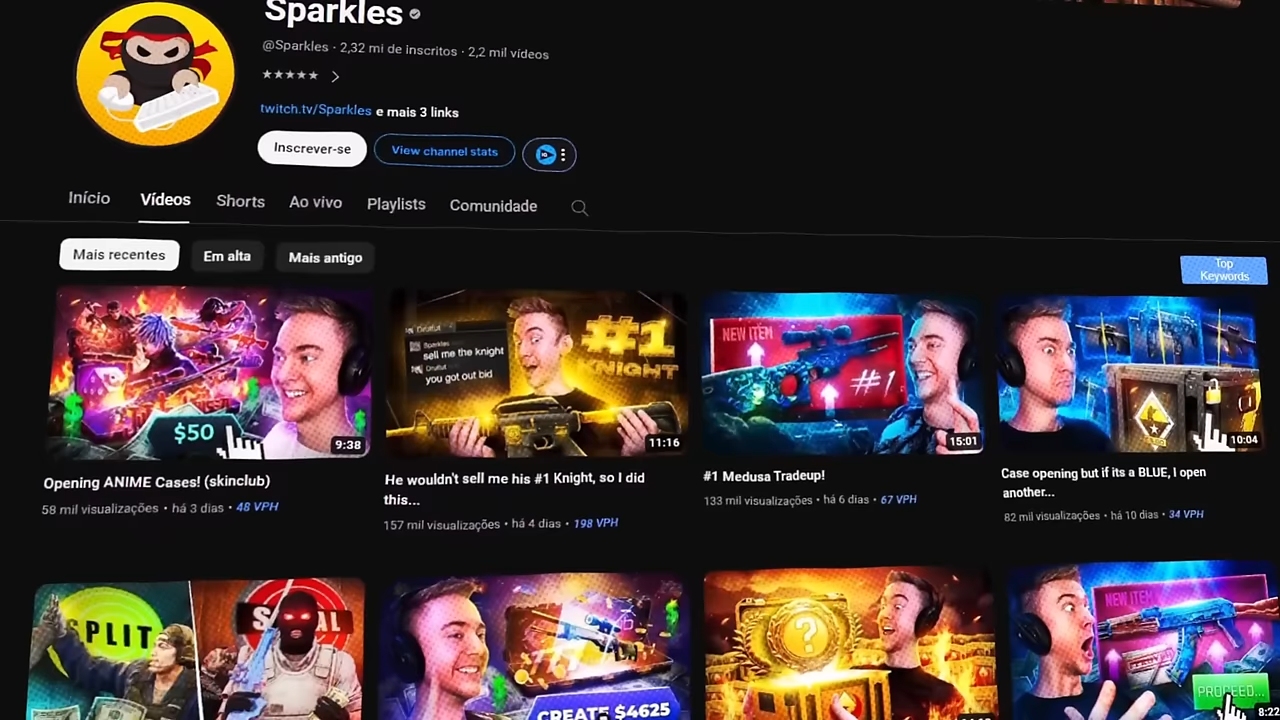 Sparkles
@Sparkles · 2,32 mi de inscritos · 2,2 mil vídeos
twitch.tv/Sparkles e mais 3 links
Inscrever-se
View channel stats
Início
Vídeos
Shorts
Ao vivo
Playlists
Comunidade
Mais recentes
Em alta
Mais antigo
Top
Keywords
$50
9:38
Sparkles
sell me the knight
you got out bid
#1
KNIGHT
11:16
NEW ITEM
#1
15:01
10:04
Opening ANIME Cases! (skinclub)
58 mil visualizações • há 3 dias • 48 VPH
He wouldn't sell me his #1 Knight, so I did
this...
157 mil visualizações • há 4 dias • 198 VPH
#1 Medusa Tradeup!
133 mil visualizações • há 6 dias • 67 VPH
Case opening but if its a BLUE, I open
another...
82 mil visualizações • há 10 dias • 34 VPH
SPLIT
CREATE $4625
?
NEW ITEM
PROCEED...
8:22